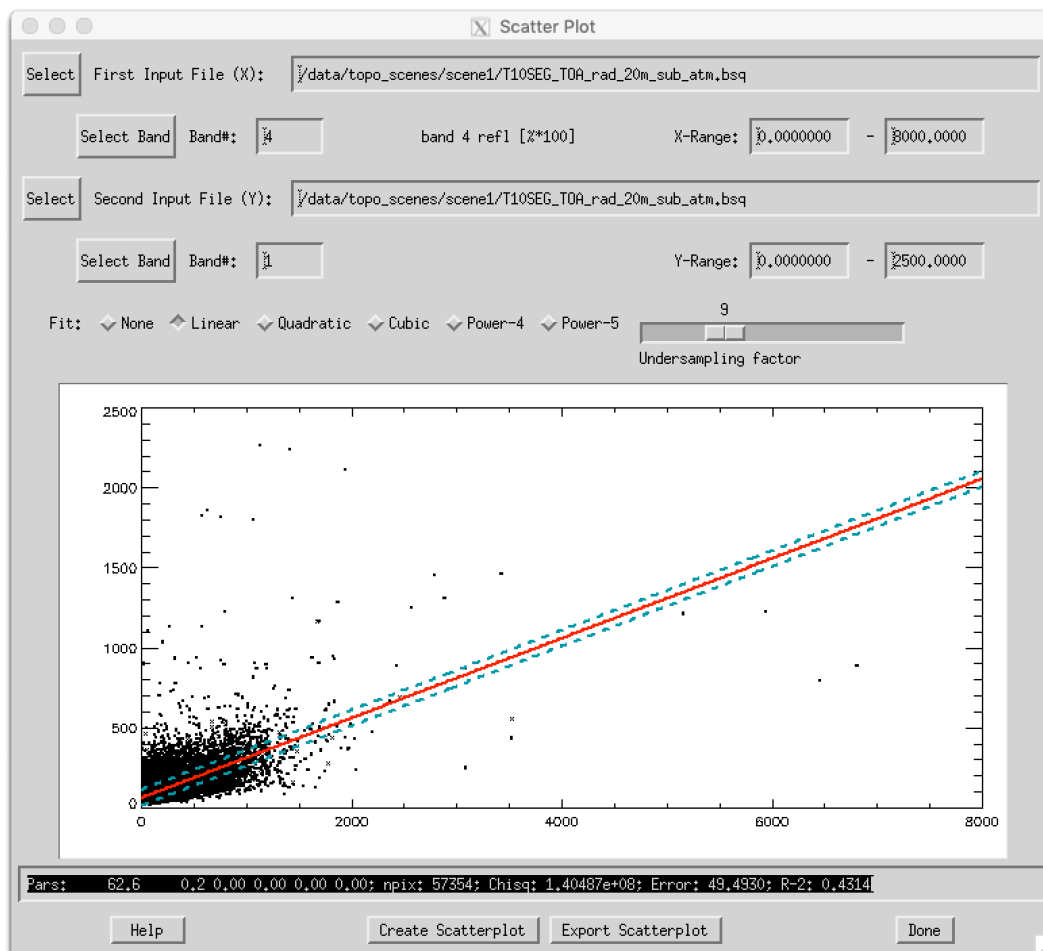 Scatter Plot
Select First Input File (X): /data/topo_scenes/scene1/T10SEG_TOA_rad_20m_sub_atm.bsq
Select Band Band#: 4 band 4 refl [%*100] X-Range: 0.0000000 - 8000.0000
Select Second Input File (Y): /data/topo_scenes/scene1/T10SEG_TOA_rad_20m_sub_atm.bsq
Select Band Band#: 1 Y-Range: 0.0000000 - 2500.0000
9
Fit: None Linear Quadratic Cubic Power-4 Power-5
Undersampling factor
2500
2000
1500
1000
500
0
0 2000 4000 6000 8000
Pars: 62.6 0.2 0.00 0.00 0.00 0.00; npix: 57354; Chisq: 1.40487e+08; Error: 49.4930; R-2: 0.4314
Help Create Scatterplot Export Scatterplot Done